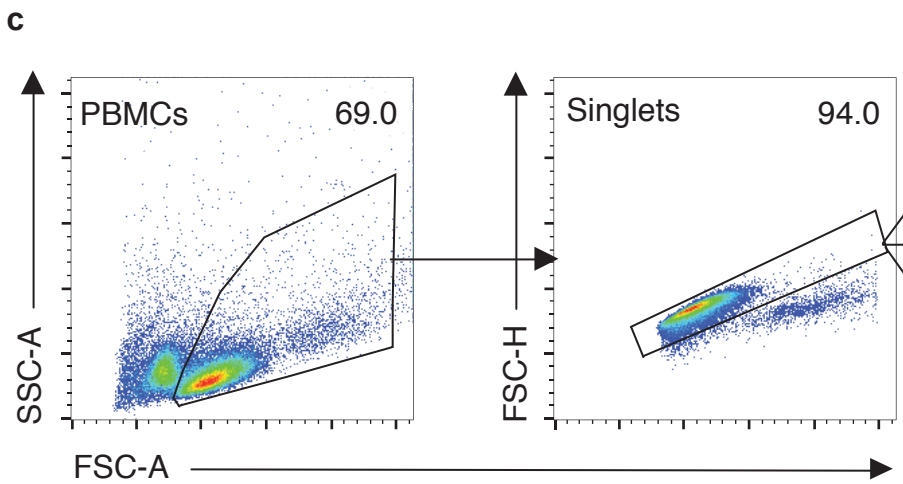 c
PBMCs 69.0
Singlets 94.0
SSC-A
FSC-H
FSC-A